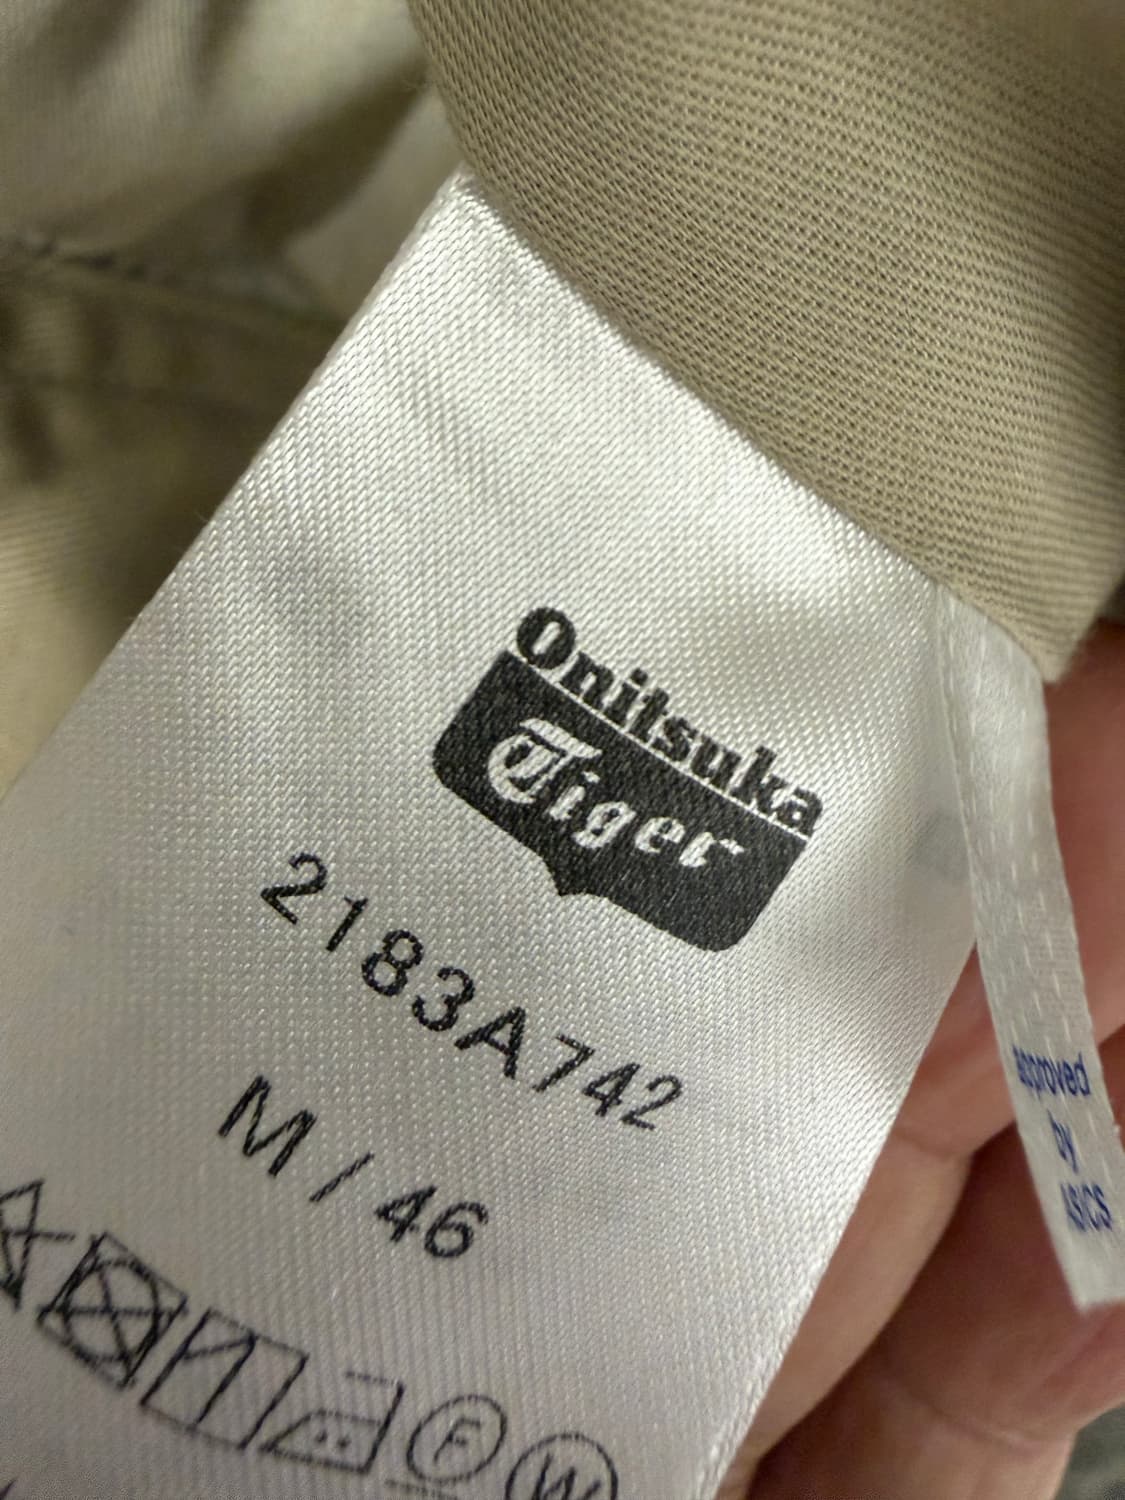 Onitsuka
Tiger
2183A742
M / 46
F W
approved
by
ASICS